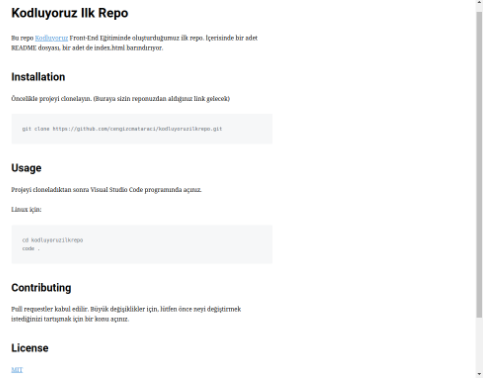 Kodluyoruz Ilk Repo
Bu repo Kodluyoruz Front-End Eğitiminde oluşturduğumuz ilk repo. İçerisinde bir adet
README dosyası, bir adet de index.html barındırıyor.
Installation
Öncelikle projeyi clonelayın. (Buraya sizin reponuzdan aldığınız link gelecek)
git clone https://github.com/cengizmataraci/kodluyoruzilkrepo.git
Usage
Projeyi cloneladıktan sonra Visual Studio Code programında açınız.
Linux için:
cd kodluyoruzilkrepo
code .
Contributing
Pull requestler kabul edilir. Büyük değişiklikler için, lütfen önce neyi değiştirmek
istediğinizi tartışmak için bir konu açınız.
License
MIT